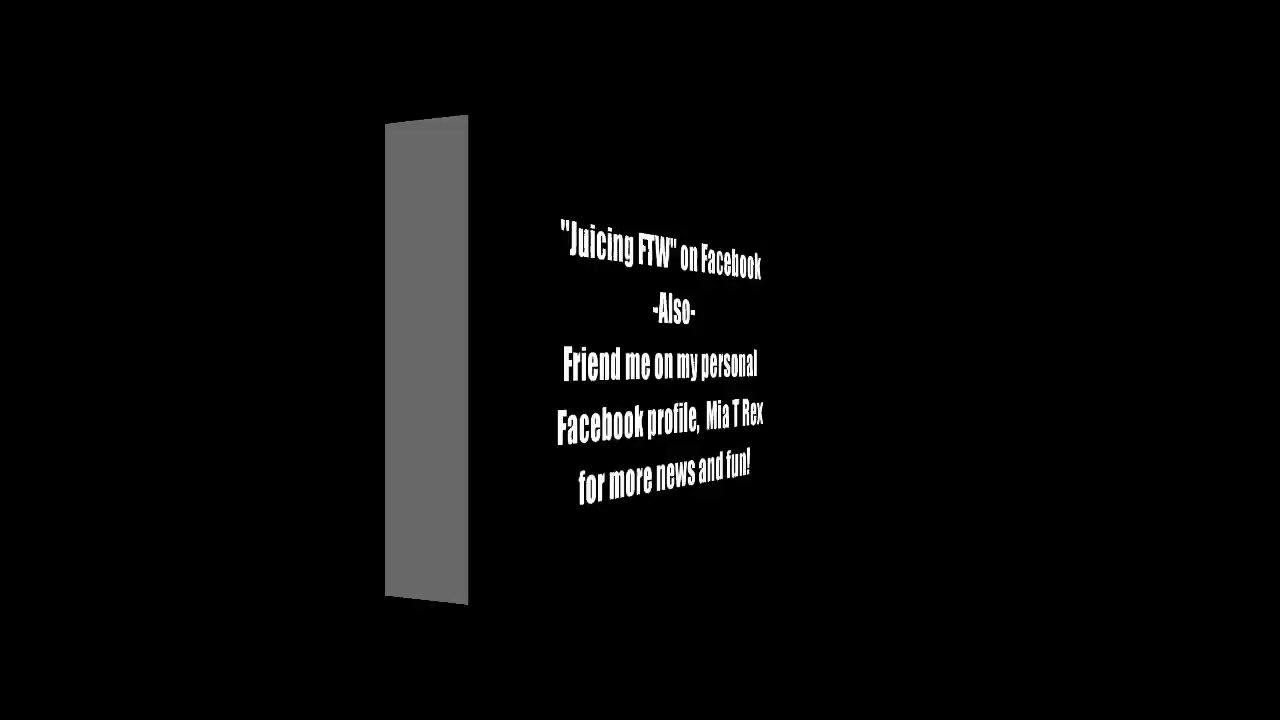 "Juicing FTW" on Facebook
-Also-
Friend me on my personal
Facebook profile, Mia T Rex
for more news and fun!